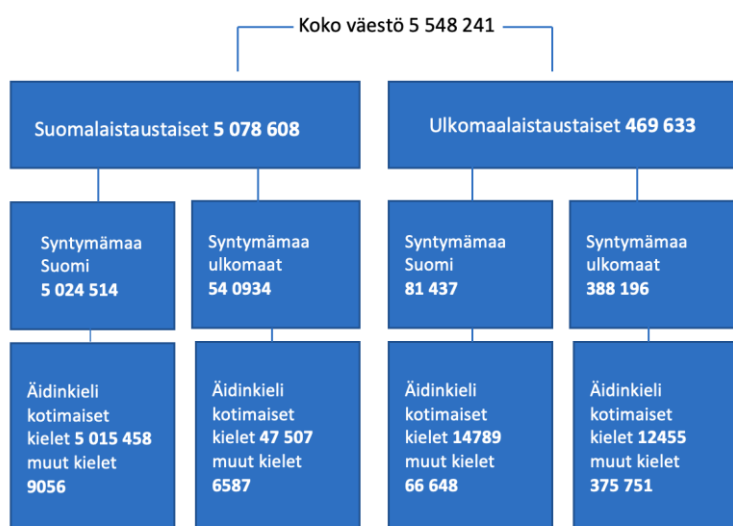 Koko väestö 5 548 241
Suomalaistaustaiset 5 078 608
Ulkomaalaistaustaiset 469 633
Syntymämaa
Suomi
5 024 514
Syntymämaa
ulkomaat
54 0934
Syntymämaa
Suomi
81 437
Syntymämaa
ulkomaat
388 196
Äidinkieli
kotimaiset
kielet 5 015 458
muut kielet
9056
Äidinkieli
kotimaiset
kielet 47 507
muut kielet
6587
Äidinkieli
kotimaiset
kielet 14789
muut kielet
66 648
Äidinkieli
kotimaiset
kielet 12455
muut kielet
375 751